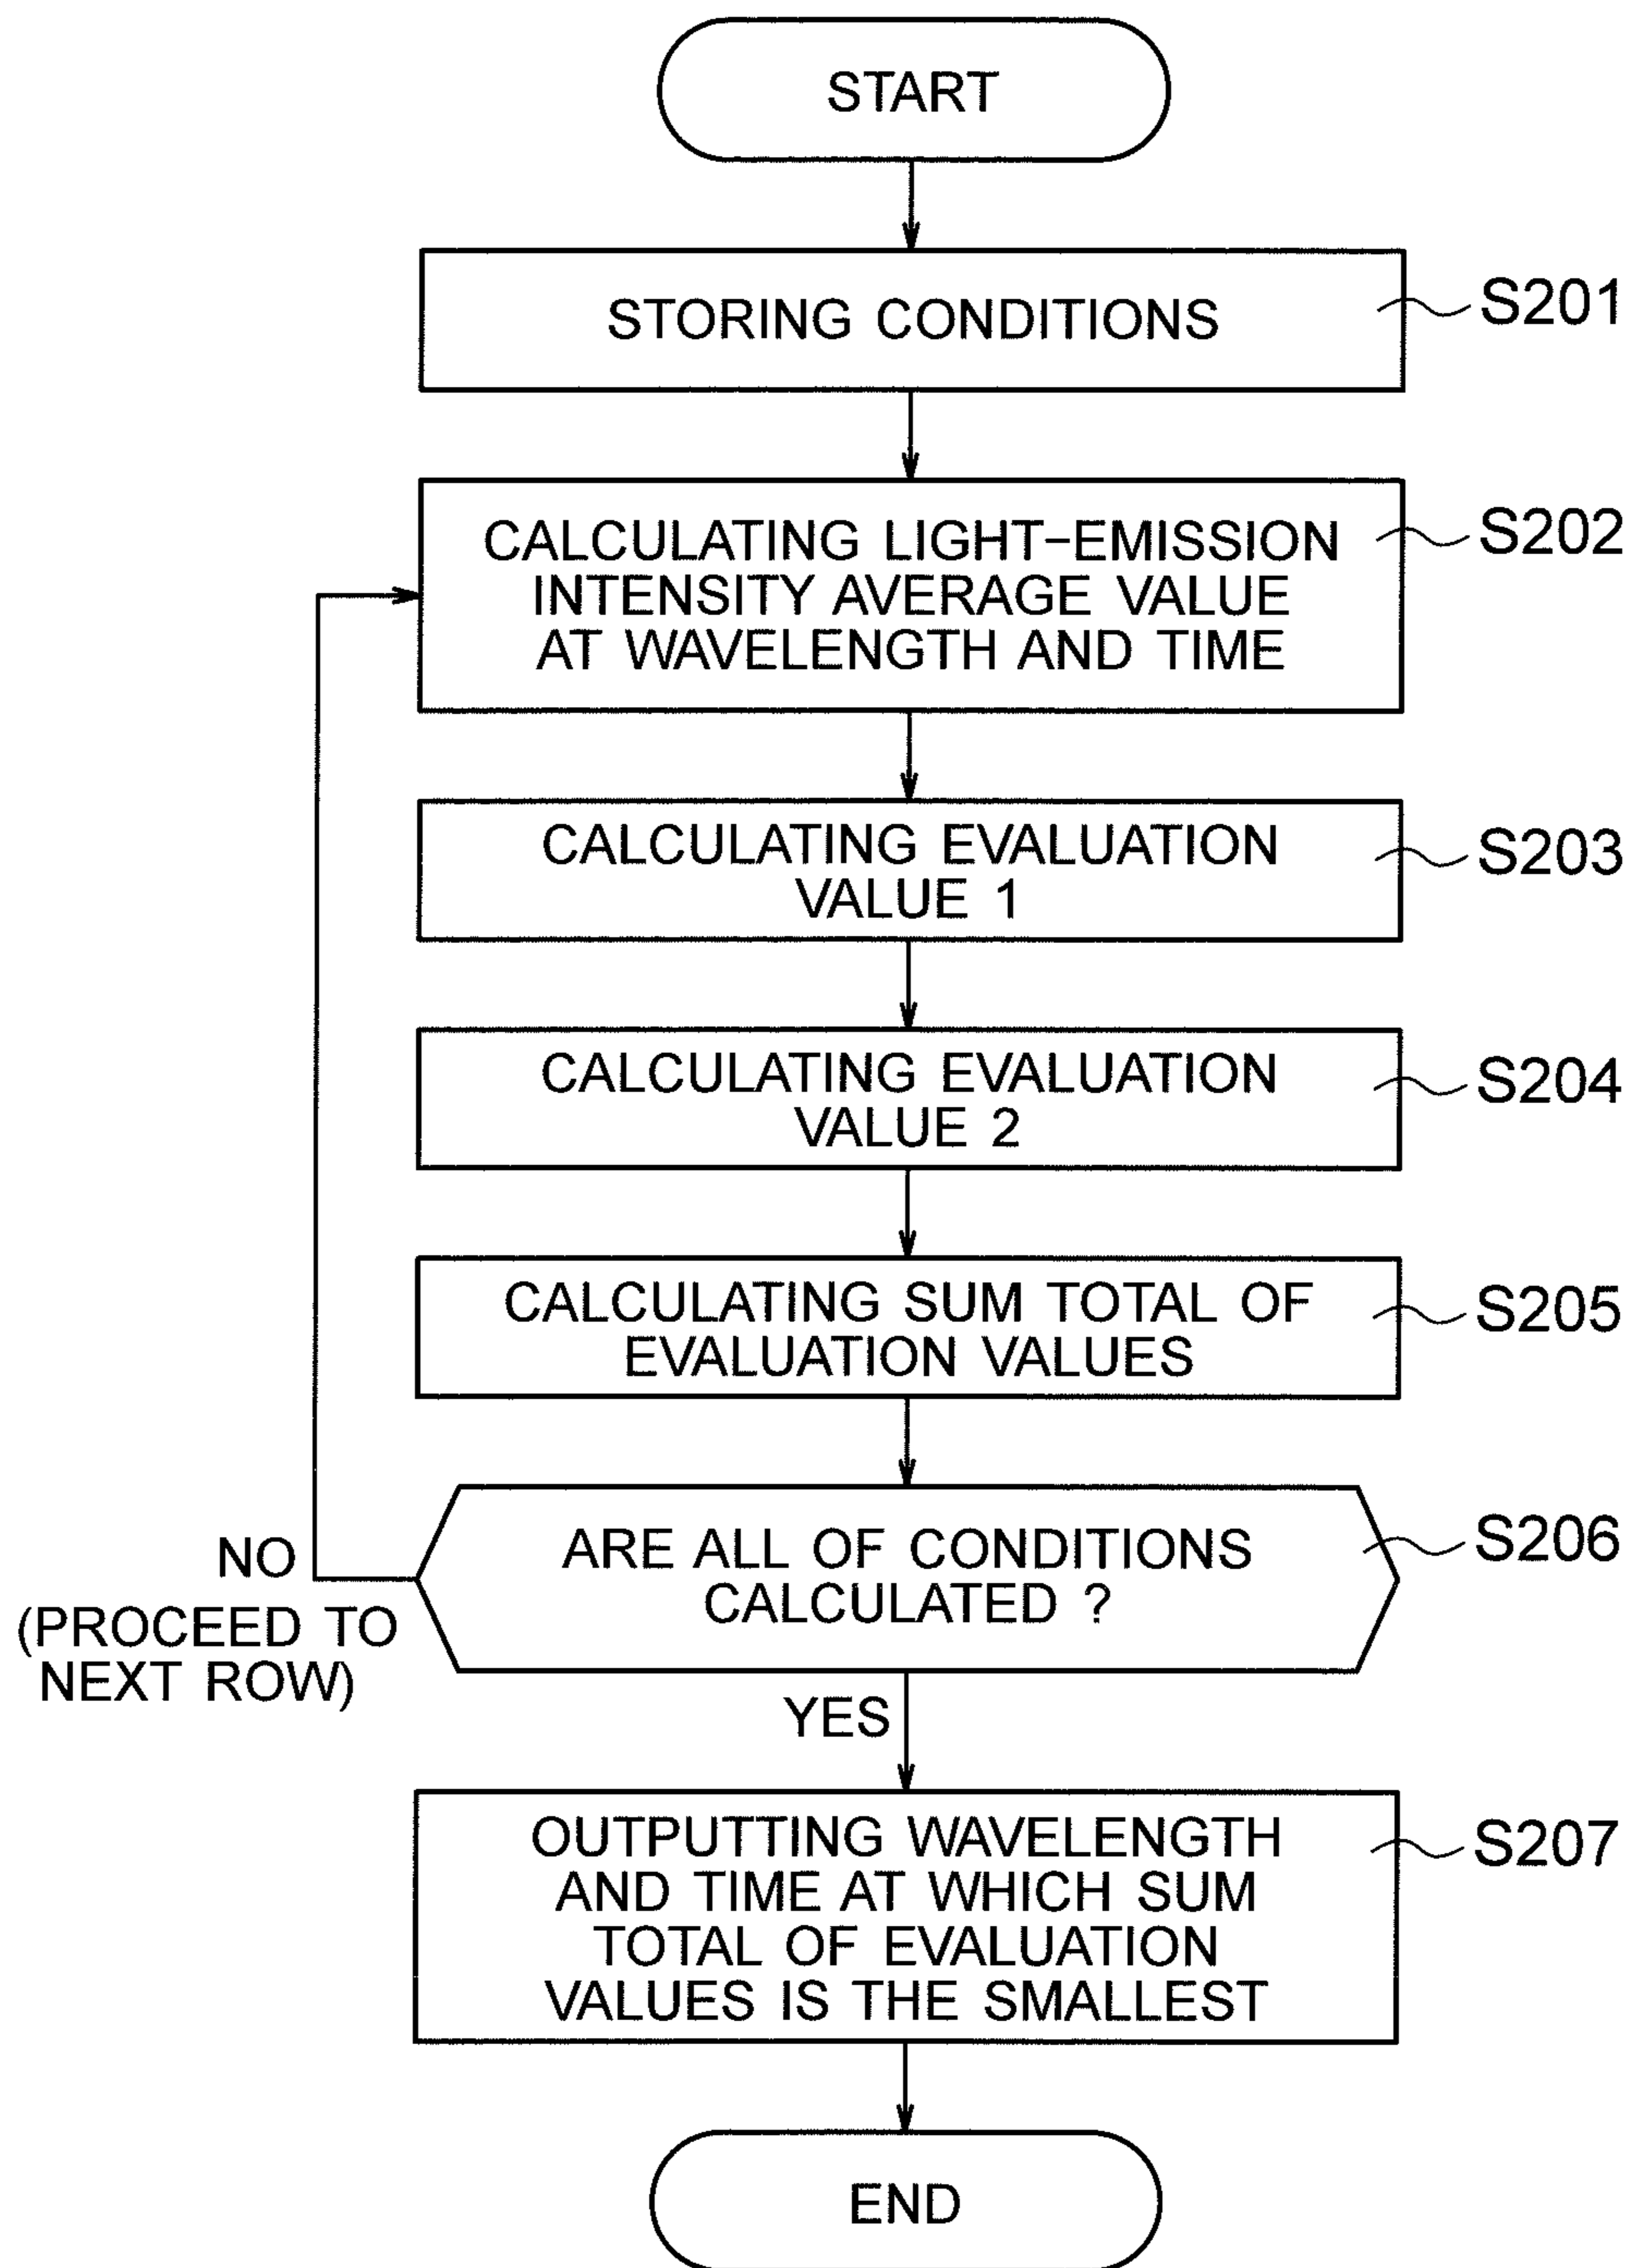 START
STORING CONDITIONS
S201
CALCULATING LIGHT-EMISSION
INTENSITY AVERAGE VALUE
AT WAVELENGTH AND TIME
S202
CALCULATING EVALUATION
VALUE 1
S203
CALCULATING EVALUATION
VALUE 2
S204
CALCULATING SUM TOTAL OF
EVALUATION VALUES
S205
ARE ALL OF CONDITIONS
CALCULATED ?
S206
NO
(PROCEED TO
NEXT ROW)
YES
OUTPUTTING WAVELENGTH
AND TIME AT WHICH SUM
TOTAL OF EVALUATION
VALUES IS THE SMALLEST
S207
END